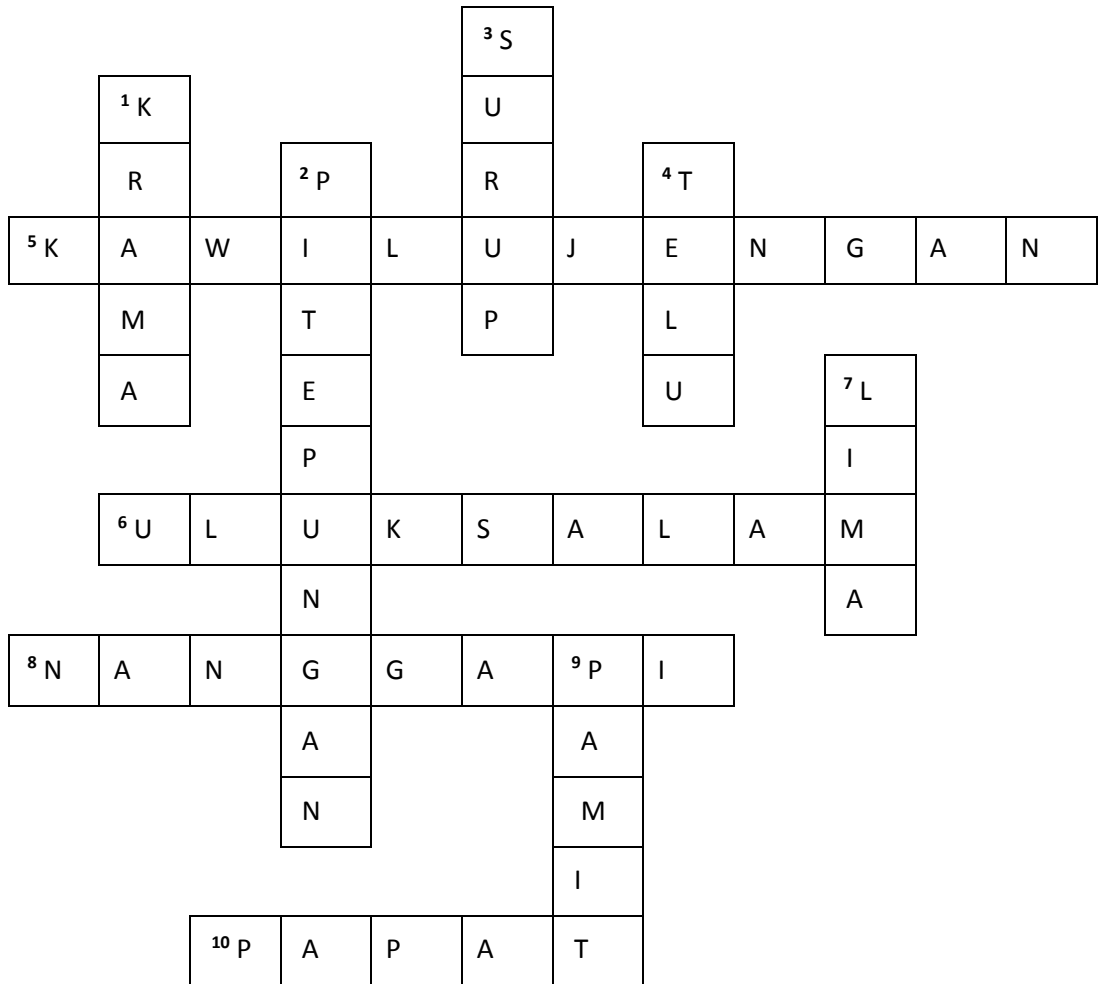 ³ S
¹ K U
R ² P R ⁴ T
⁵ K A W I L U J E N G A N
M T P L
A E U ⁷ L
P I
⁶ U L U K S A L A M
N A
⁸ N A N G G A ⁹ P I
A A
N M
I
¹⁰ P A P A T